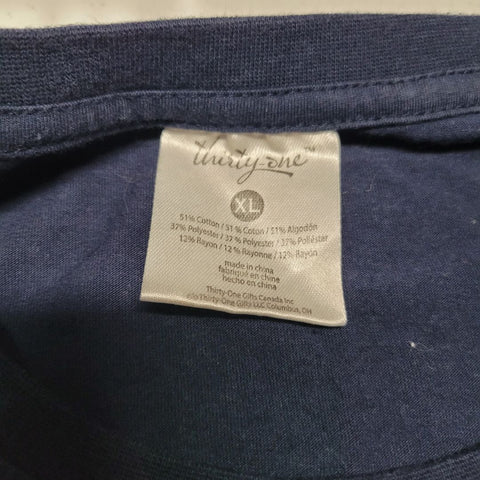 thirty-one™
XL
51% Cotton / 51 % Coton / 51% Algodón
37% Polyester / 37 % Polyester / 37% Poliéster
12% Rayon / 12 % Rayonne / 12% Rayón
made in china
fabriqué en chine
hecho en china
Thirty-One Gifts Canada Inc
Thirty-One Gifts LLC Columbus, OH